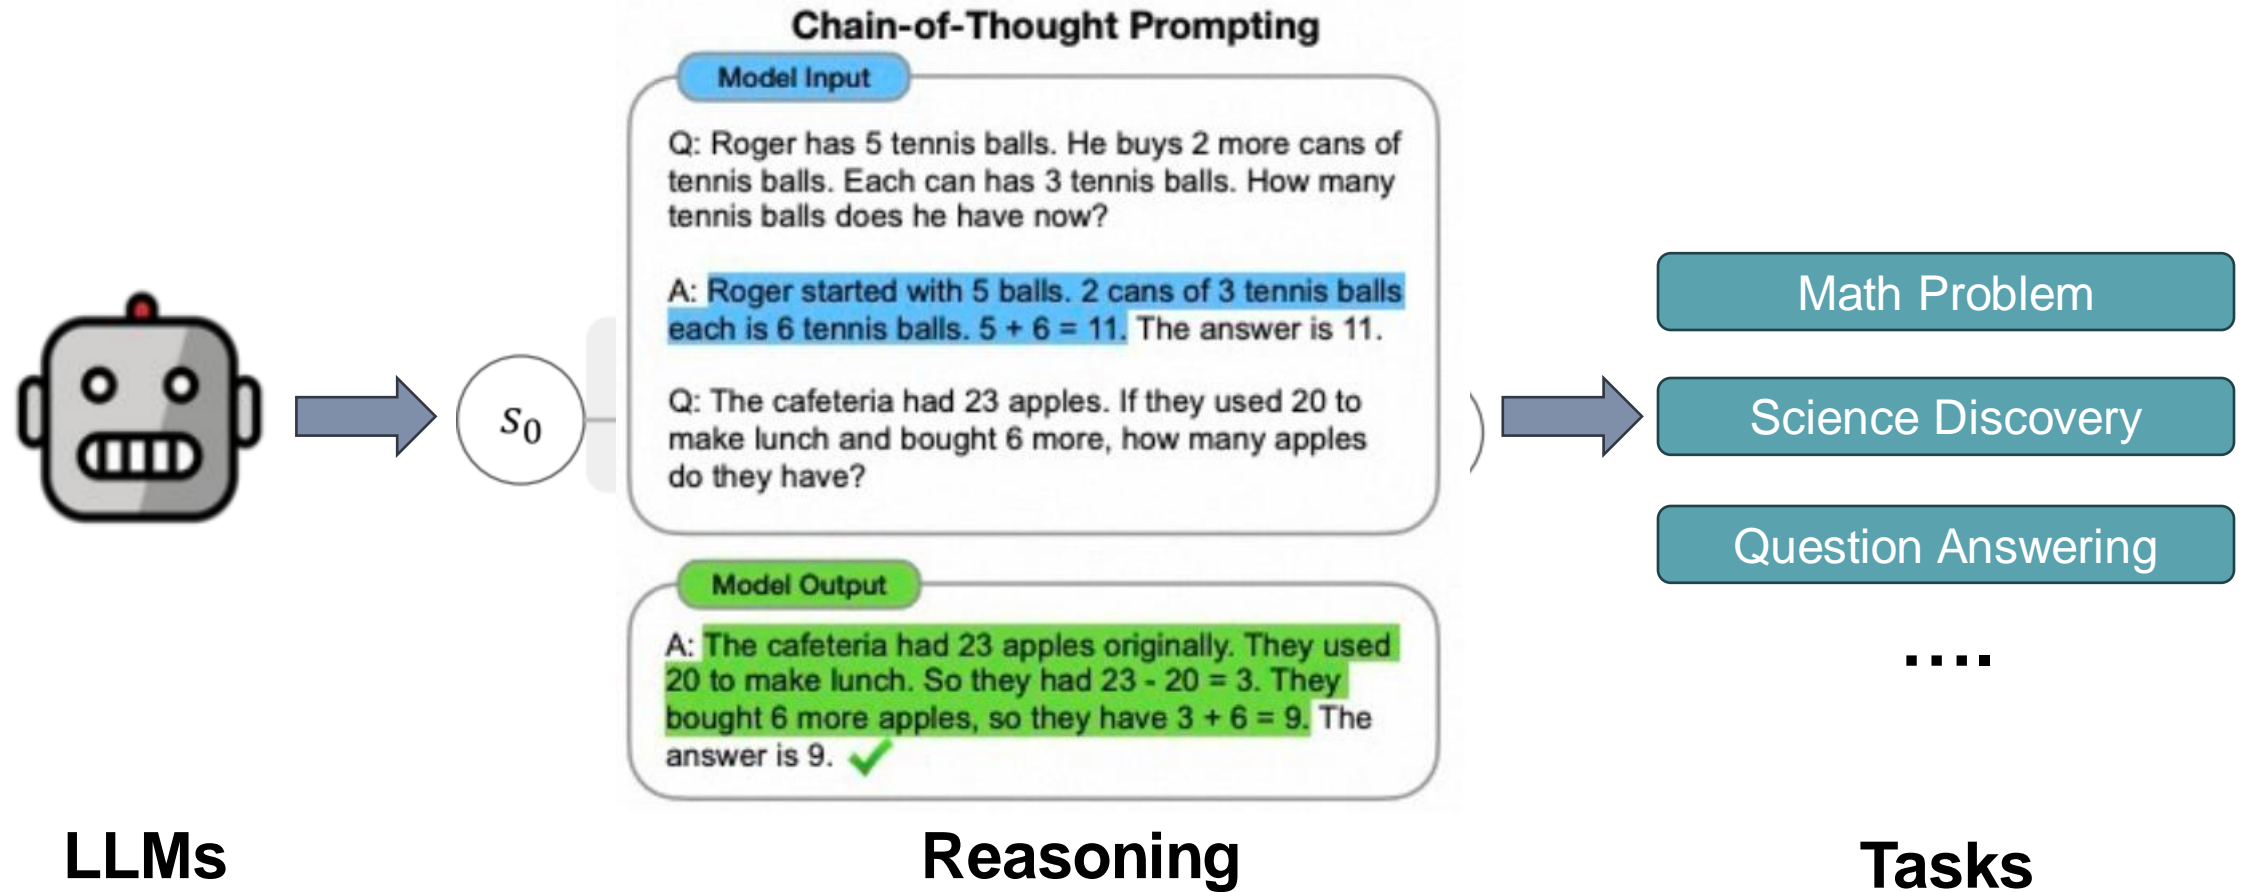 Chain-of-Thought Prompting
Model Input
Q: Roger has 5 tennis balls. He buys 2 more cans of
tennis balls. Each can has 3 tennis balls. How many
tennis balls does he have now?
A: Roger started with 5 balls. 2 cans of 3 tennis balls
each is 6 tennis balls. 5 + 6 = 11. The answer is 11.
Q: The cafeteria had 23 apples. If they used 20 to
make lunch and bought 6 more, how many apples
do they have?
Model Output
A: The cafeteria had 23 apples originally. They used
20 to make lunch. So they had 23 - 20 = 3. They
bought 6 more apples, so they have 3 + 6 = 9. The
answer is 9.
s₀
Math Problem
Science Discovery
Question Answering
....
LLMs
Reasoning
Tasks